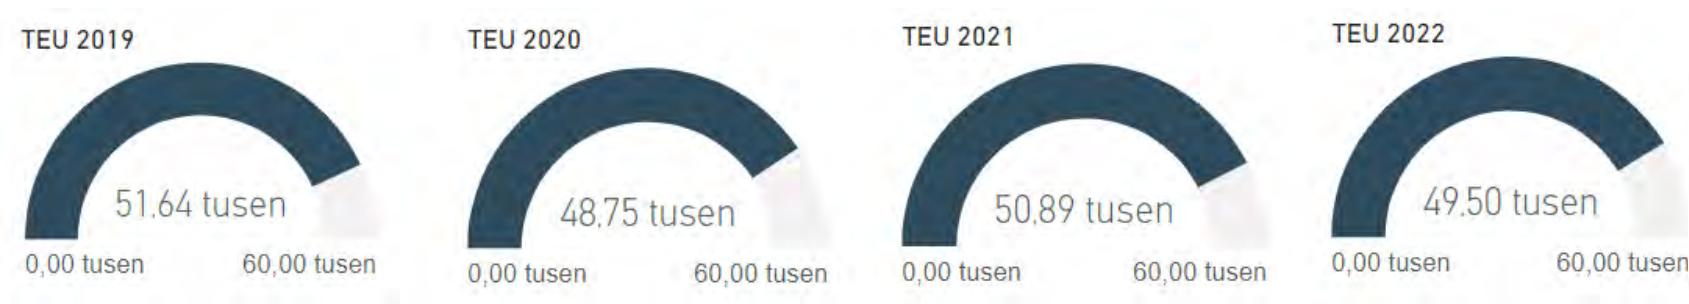 TEU 2019
51,64 tusen
0,00 tusen
60,00 tusen
TEU 2020
48,75 tusen
0,00 tusen
60,00 tusen
TEU 2021
50,89 tusen
0,00 tusen
60,00 tusen
TEU 2022
49,50 tusen
0,00 tusen
60,00 tusen